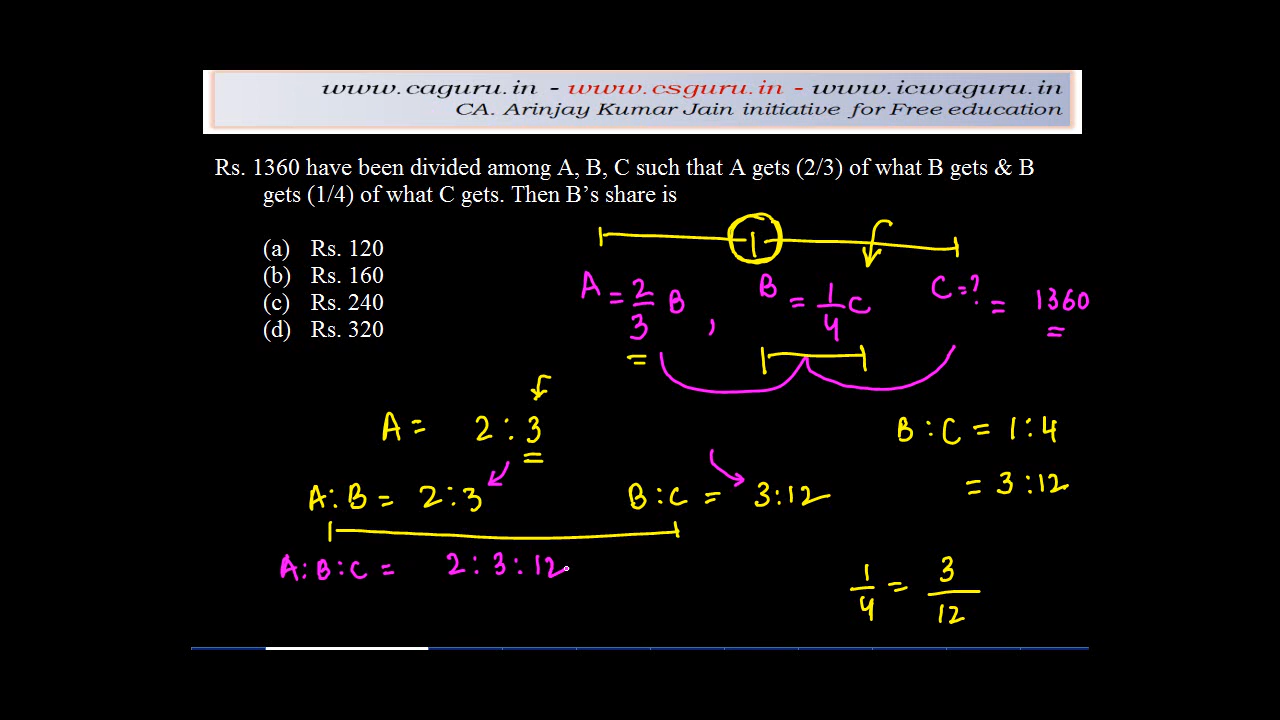 www.caguru.in - www.csguru.in - www.icwaguru.in
CA. Arinjay Kumar Jain initiative for Free education
Rs. 1360 have been divided among A, B, C such that A gets (2/3) of what B gets & B
gets (1/4) of what C gets. Then B's share is
(a) Rs. 120
(b) Rs. 160
(c) Rs. 240
(d) Rs. 320
A = 2/3 B , B = 1/4 C C = ? = 1360
A = 2 : 3 B : C = 1 : 4
A : B = 2 : 3 B : C = 3 : 12 = 3 : 12
A : B : C = 2 : 3 : 12
1/4 = 3/12